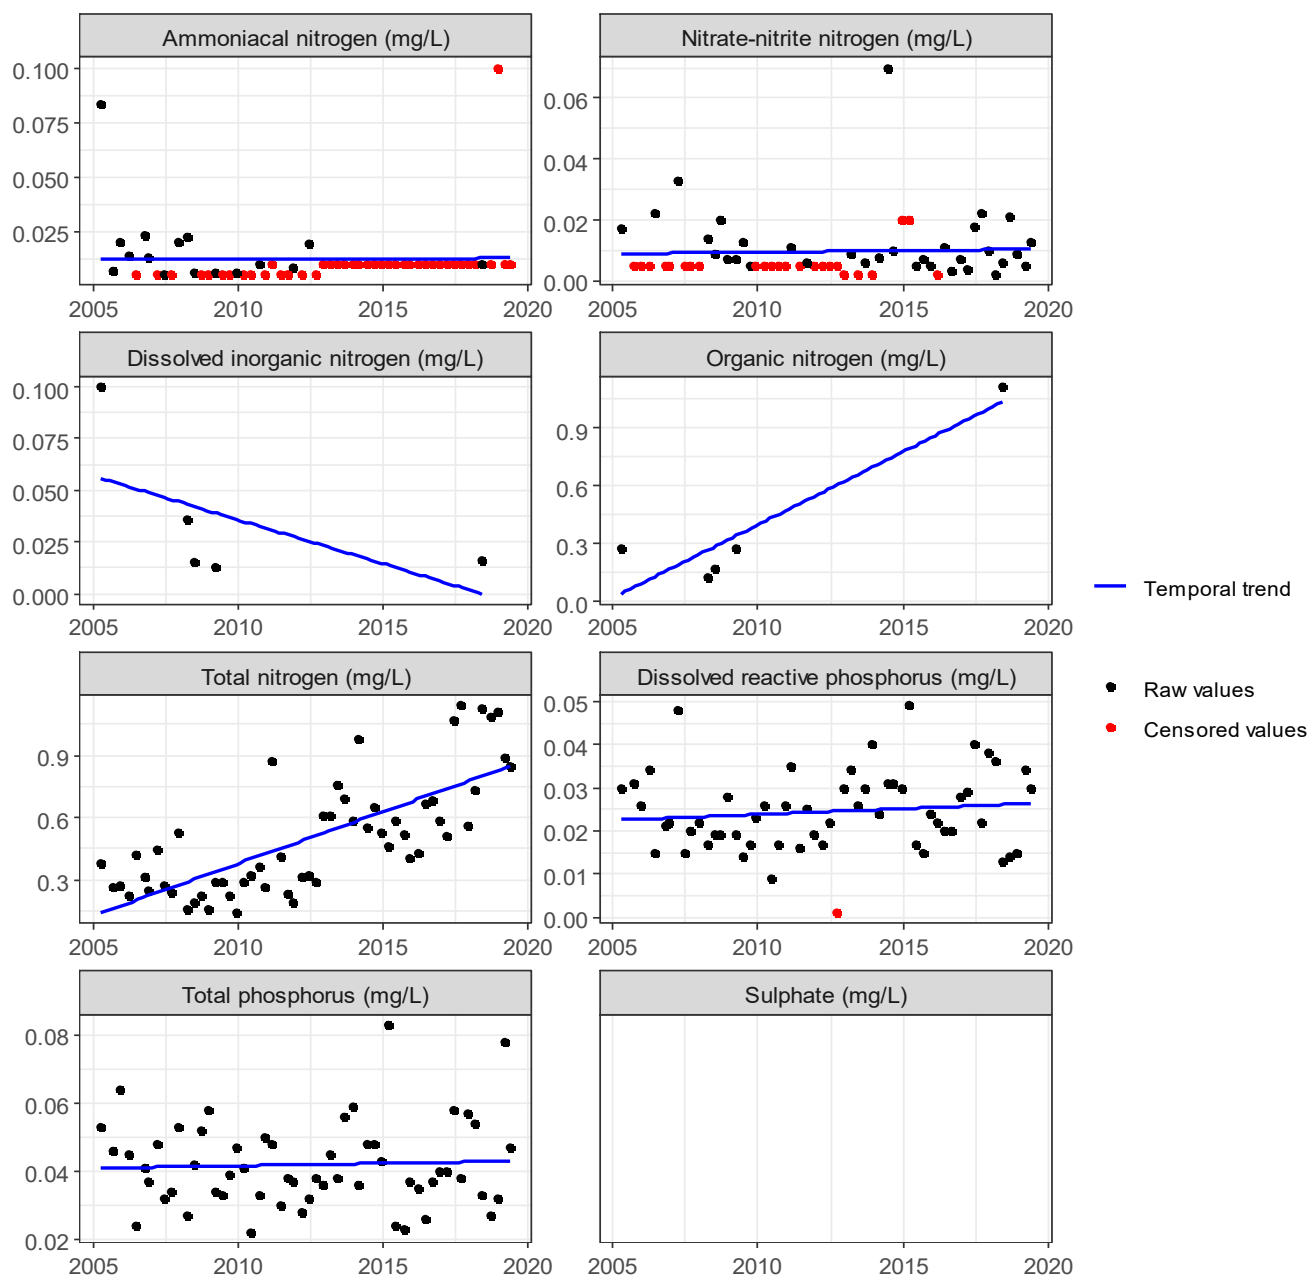 Ammoniacal nitrogen (mg/L)
0.100
0.075
0.050
0.025
2005 2010 2015 2020
Nitrate-nitrite nitrogen (mg/L)
0.06
0.04
0.02
0.00
2005 2010 2015 2020
Dissolved inorganic nitrogen (mg/L)
0.100
0.075
0.050
0.025
0.000
2005 2010 2015 2020
Organic nitrogen (mg/L)
0.9
0.6
0.3
0.0
2005 2010 2015 2020
Total nitrogen (mg/L)
0.9
0.6
0.3
2005 2010 2015 2020
Dissolved reactive phosphorus (mg/L)
0.05
0.04
0.03
0.02
0.01
0.00
2005 2010 2015 2020
Total phosphorus (mg/L)
0.08
0.06
0.04
0.02
2005 2010 2015 2020
Sulphate (mg/L)
2005 2010 2015 2020
Temporal trend
Raw values
Censored values